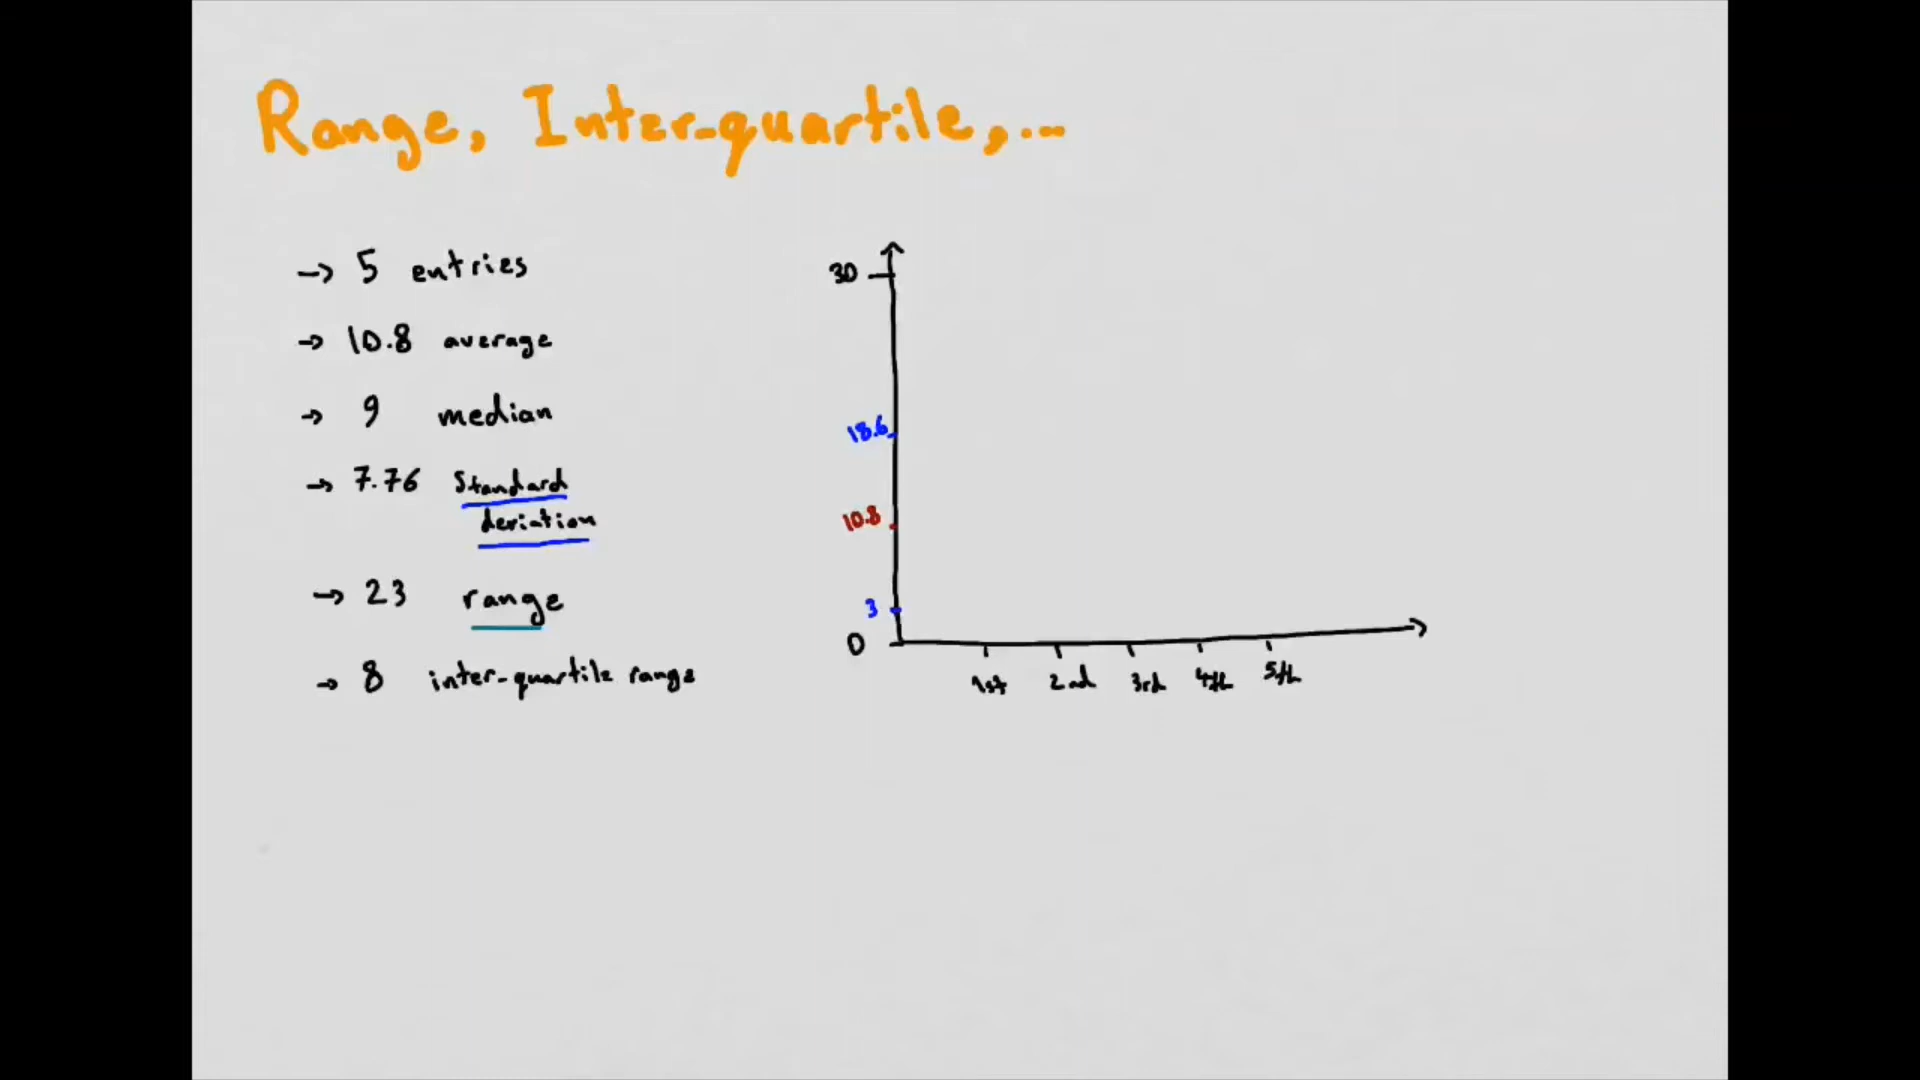 Range, Inter-quartile,...
→ 5 entries
→ 10.8 average
→ 9 median
→ 7.76 Standard
deviation
→ 23 range
→ 8 inter-quartile range
30
18.6
10.8
3
0
1st 2nd 3rd 4th 5th